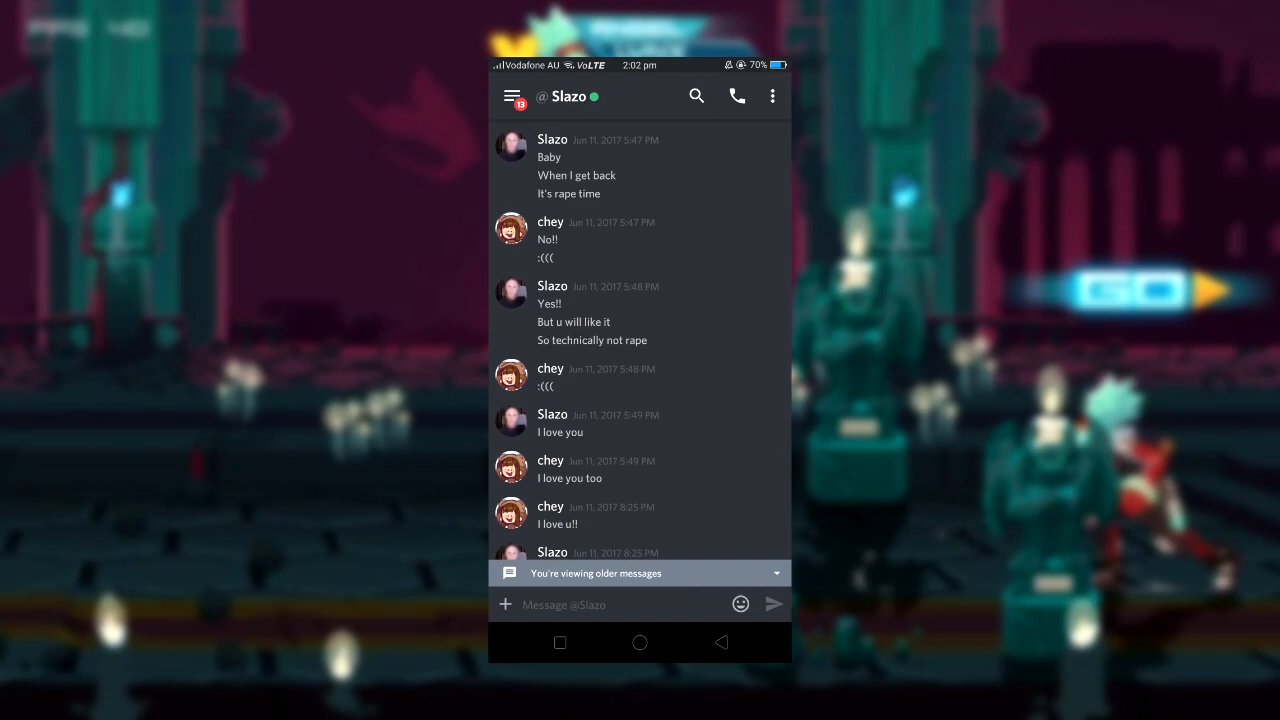 FPS 40
Vodafone AU VoLTE 2:02 pm 70%
13 @ Slazo
Slazo Jun 11, 2017 5:47 PM
Baby
When I get back
It's rape time
chey Jun 11, 2017 5:47 PM
No!!
:(((
Slazo Jun 11, 2017 5:48 PM
Yes!!
But u will like it
So technically not rape
chey Jun 11, 2017 5:48 PM
:(((
Slazo Jun 11, 2017 5:49 PM
I love you
chey Jun 11, 2017 5:49 PM
I love you too
chey Jun 11, 2017 8:25 PM
I love u!!
Slazo Jun 11, 2017 8:25 PM
You're viewing older messages
Message @Slazo
GO